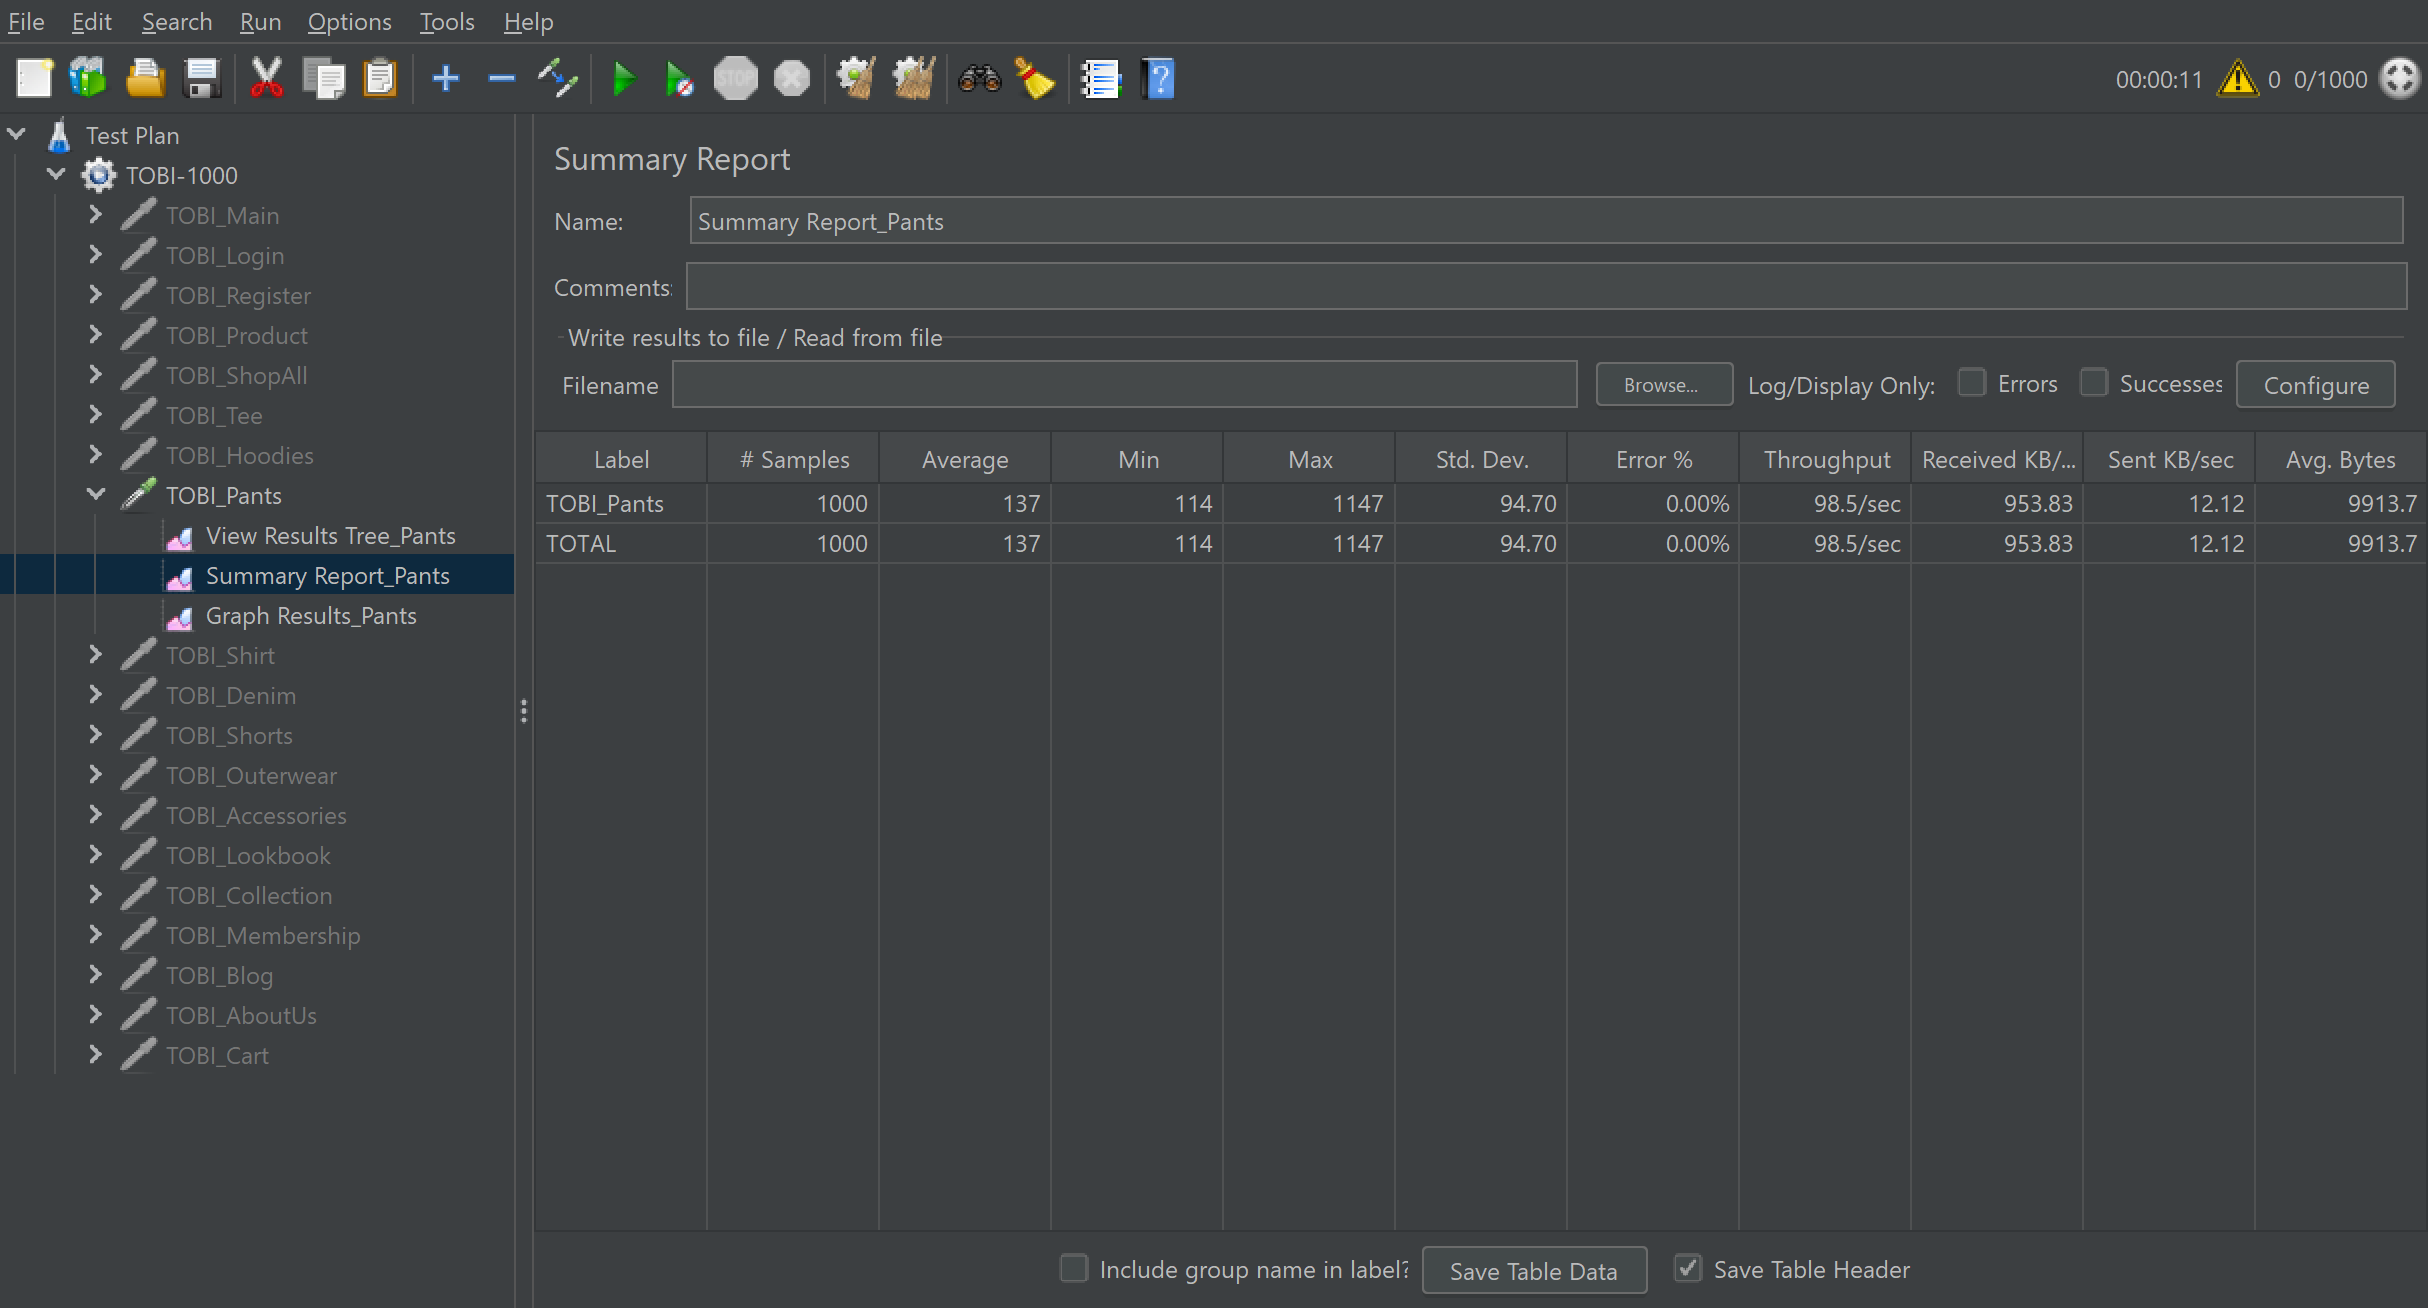 File Edit Search Run Options Tools Help
STOP 00:00:11 0 0/1000
Test Plan
TOBI-1000
TOBI_Main
TOBI_Login
TOBI_Register
TOBI_Product
TOBI_ShopAll
TOBI_Tee
TOBI_Hoodies
TOBI_Pants
View Results Tree_Pants
Summary Report_Pants
Graph Results_Pants
TOBI_Shirt
TOBI_Denim
TOBI_Shorts
TOBI_Outerwear
TOBI_Accessories
TOBI_Lookbook
TOBI_Collection
TOBI_Membership
TOBI_Blog
TOBI_AboutUs
TOBI_Cart
Summary Report
Name: Summary Report_Pants
Comments:
Write results to file / Read from file
Filename Browse... Log/Display Only: Errors Successes Configure
Label # Samples Average Min Max Std. Dev. Error % Throughput Received KB/... Sent KB/sec Avg. Bytes
TOBI_Pants 1000 137 114 1147 94.70 0.00% 98.5/sec 953.83 12.12 9913.7
TOTAL 1000 137 114 1147 94.70 0.00% 98.5/sec 953.83 12.12 9913.7
Include group name in label? Save Table Data Save Table Header